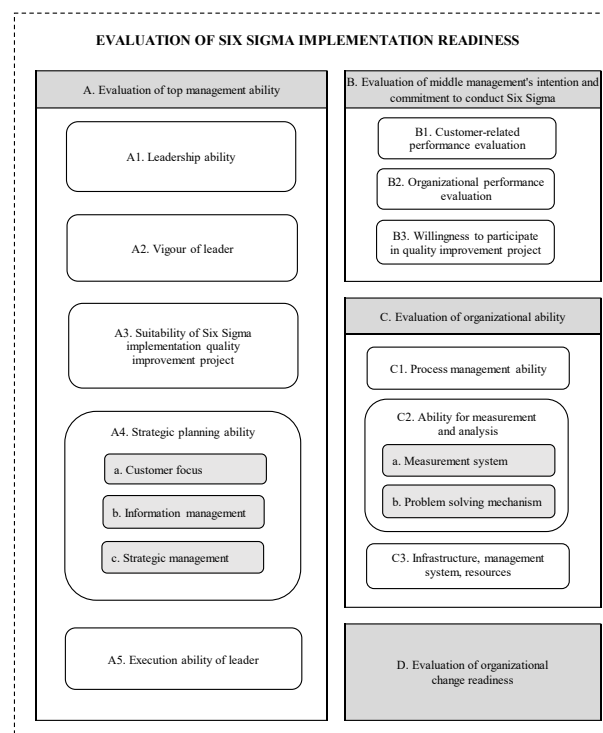 EVALUATION OF SIX SIGMA IMPLEMENTATION READINESS
A. Evaluation of top management ability
A1. Leadership ability
A2. Vigour of leader
A3. Suitability of Six Sigma
implementation quality
improvement project
A4. Strategic planning ability
a. Customer focus
b. Information management
c. Strategic management
A5. Execution ability of leader
B. Evaluation of middle management's intention and
commitment to conduct Six Sigma
B1. Customer-related
performance evaluation
B2. Organizational performance
evaluation
B3. Willingness to participate
in quality improvement project
C. Evaluation of organizational ability
C1. Process management ability
C2. Ability for measurement
and analysis
a. Measurement system
b. Problem solving mechanism
C3. Infrastructure, management
system, resources
D. Evaluation of organizational
change readiness